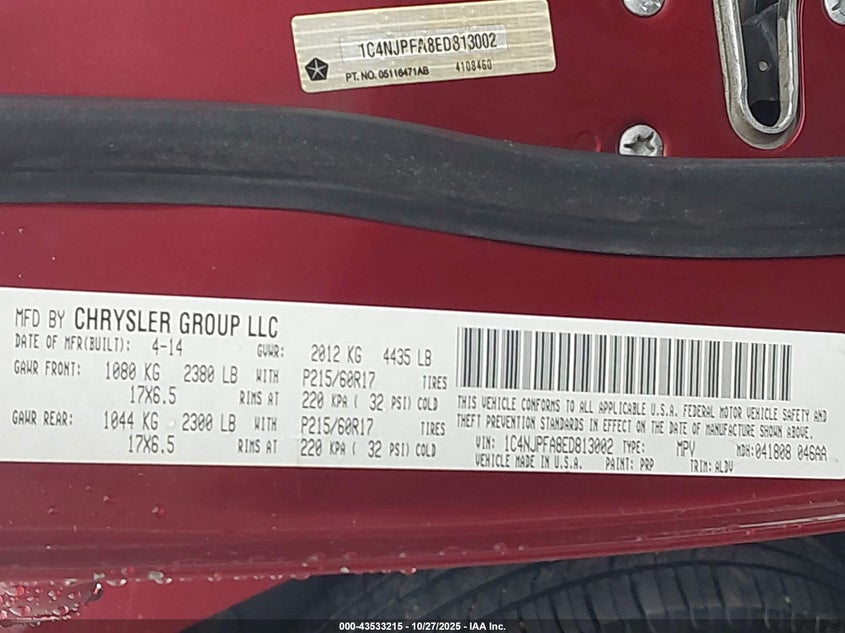 1C4NJPFA8ED813002
PT. NO. 05116471AB 4108460
MFD BY CHRYSLER GROUP LLC
DATE OF MFR(BUILT): 4-14 GVWR: 2012 KG 4435 LB
GAWR FRONT: 1080 KG 2380 LB WITH P215/60R17 TIRES
17X6.5 RIMS AT 220 KPA ( 32 PSI) COLD
GAWR REAR: 1044 KG 2300 LB WITH P215/60R17 TIRES
17X6.5 RIMS AT 220 KPA ( 32 PSI) COLD
THIS VEHICLE CONFORMS TO ALL APPLICABLE U.S.A. FEDERAL MOTOR VEHICLE SAFETY AND
THEFT PREVENTION STANDARDS IN EFFECT ON THE DATE OF MANUFACTURE SHOWN ABOVE.
VIN: 1C4NJPFA8ED813002 TYPE: MPV MDH:041808 046AA
VEHICLE MADE IN U.S.A. PAINT: PRP TRIM: ALDV
000-43533215 - 10/27/2025 - IAA Inc.